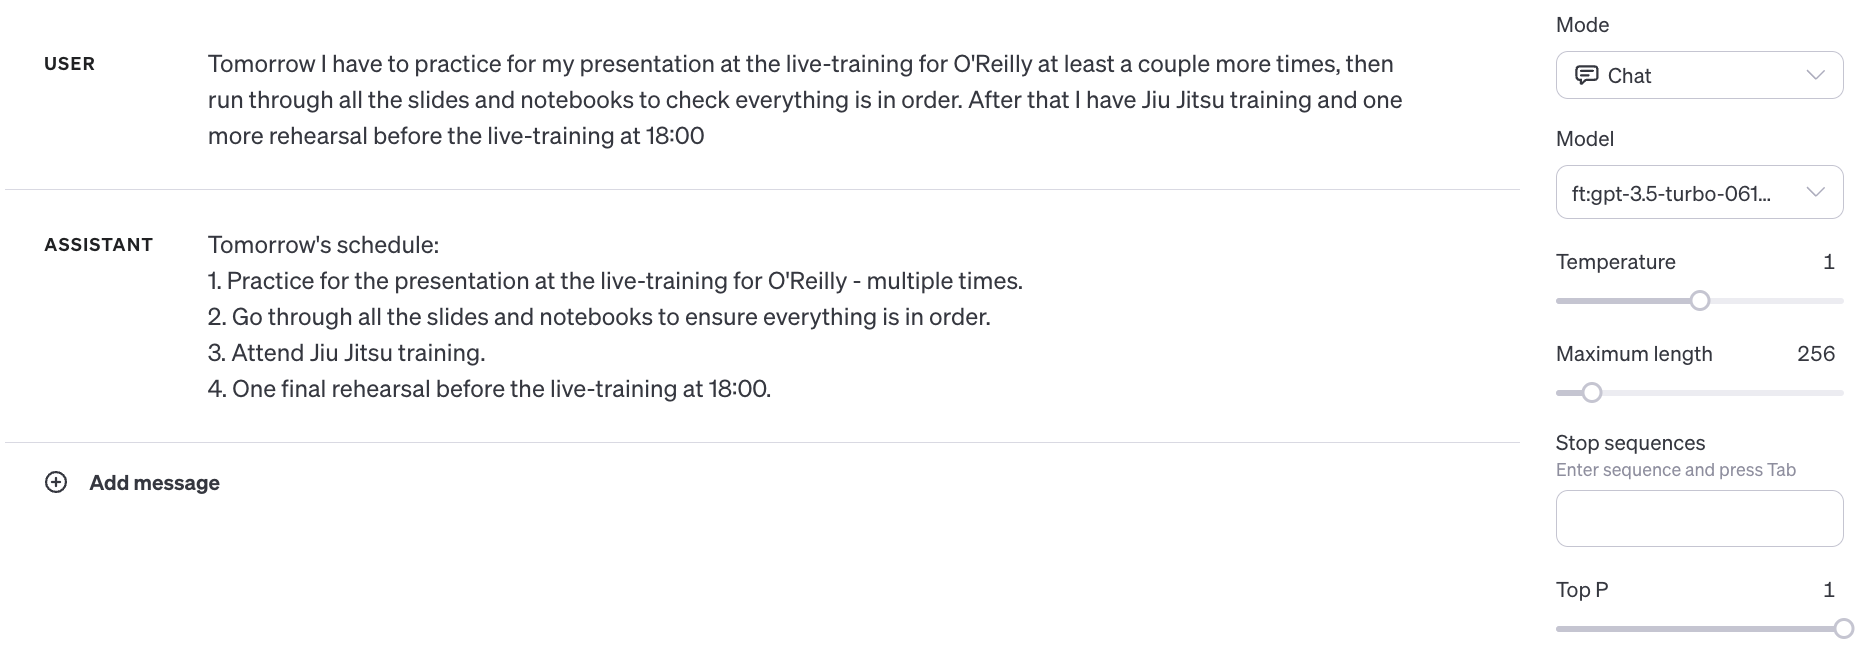 USER
Tomorrow I have to practice for my presentation at the live-training for O'Reilly at least a couple more times, then
run through all the slides and notebooks to check everything is in order. After that I have Jiu Jitsu training and one
more rehearsal before the live-training at 18:00
ASSISTANT
Tomorrow's schedule:
1. Practice for the presentation at the live-training for O'Reilly - multiple times.
2. Go through all the slides and notebooks to ensure everything is in order.
3. Attend Jiu Jitsu training.
4. One final rehearsal before the live-training at 18:00.
Add message
Mode
Chat
Model
ft:gpt-3.5-turbo-061...
Temperature 1
Maximum length 256
Stop sequences
Enter sequence and press Tab
Top P 1